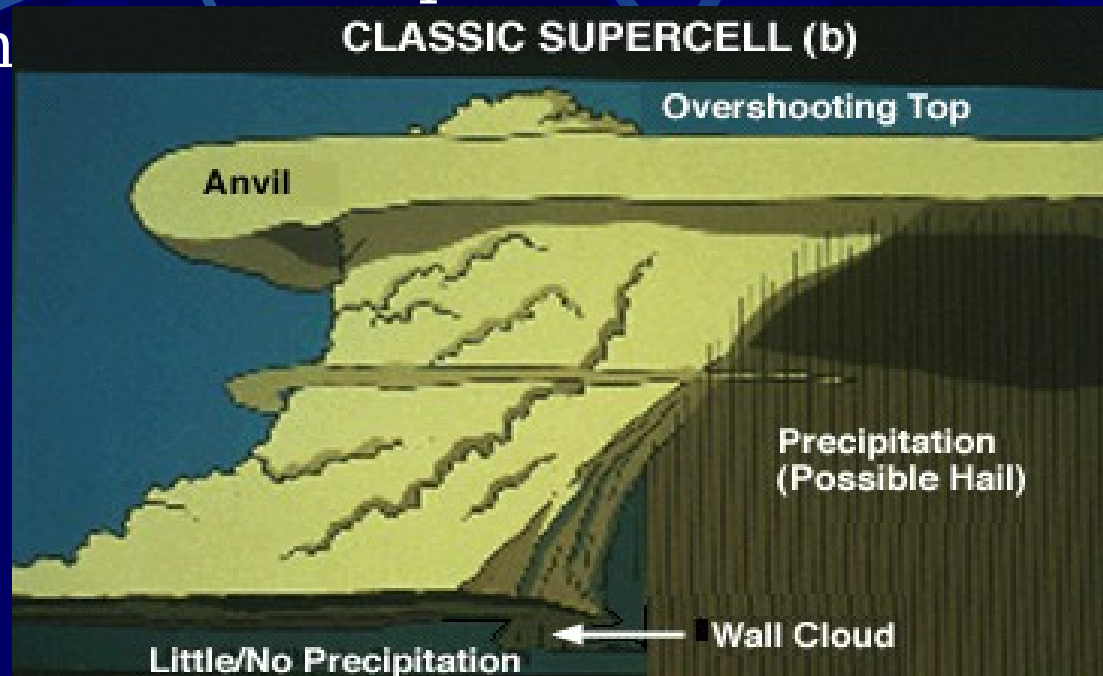 CLASSIC SUPERCELL (b)
Overshooting Top
Anvil
Precipitation
(Possible Hail)
Wall Cloud
Little/No Precipitation